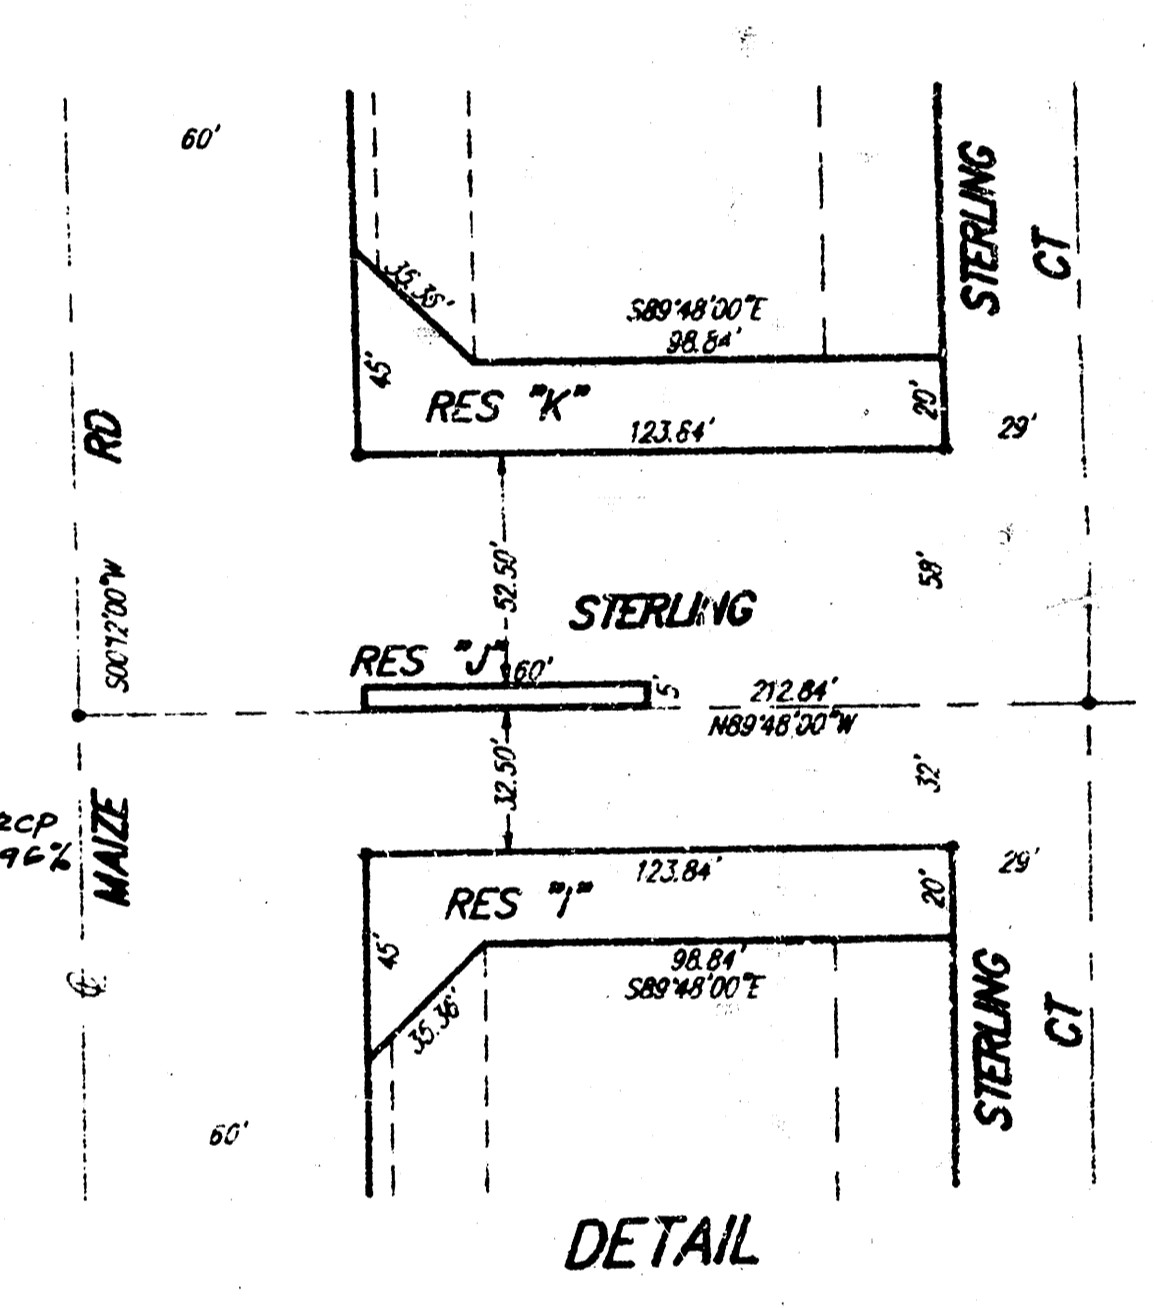 60'
STERLING
CT
35.36'
S89°48'00"E
98.84'
45'
RES "K"
20'
123.84'
29'
RD
S00°12'00"W
52.50'
58'
STERLING
RES "J"
60'
5'
212.84'
N89°48'00"W
32.50'
32'
MAIZE
96%
123.84'
29'
RES "I"
20'
45'
98.84'
S89°48'00"E
35.36'
STERLING
CT
℄
60'
DETAIL